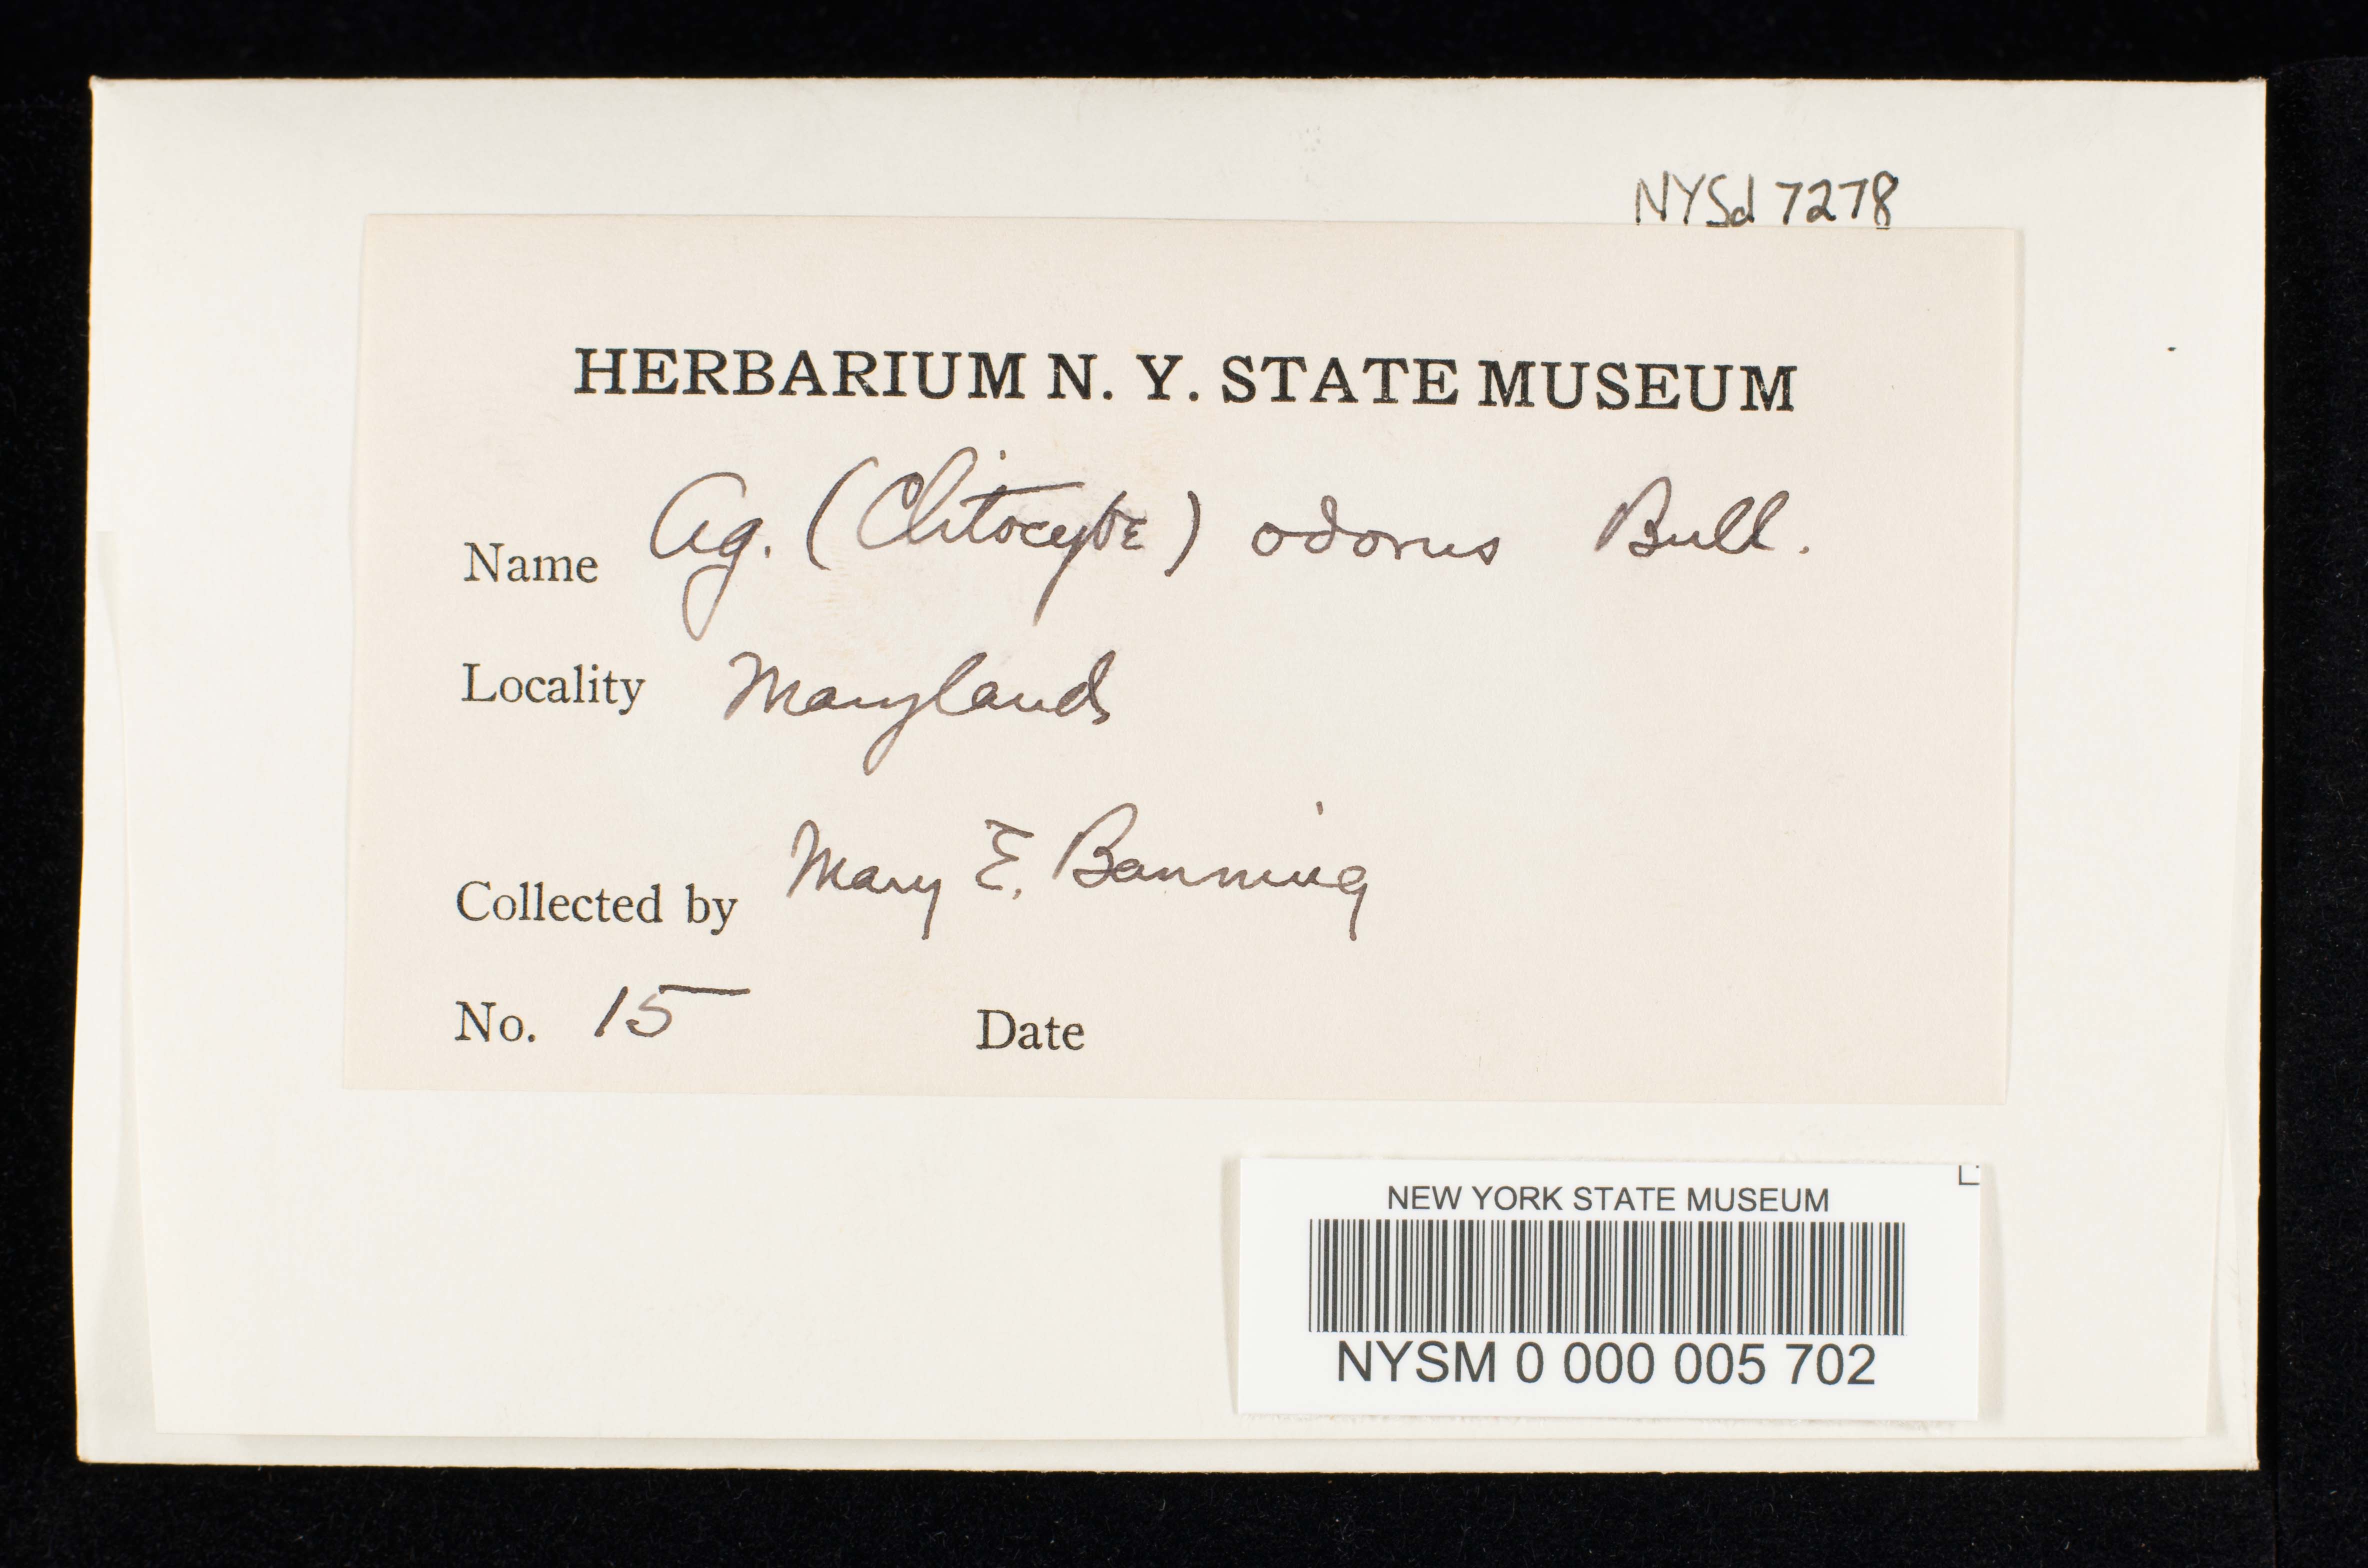 NYSd 7278
HERBARIUM N. Y. STATE MUSEUM
Name Ag. (Clitocybe) odorus Bull.
Locality Maryland
Collected by Mary E. Banning
No. 15 Date
NEW YORK STATE MUSEUM
NYSM 0 000 005 702